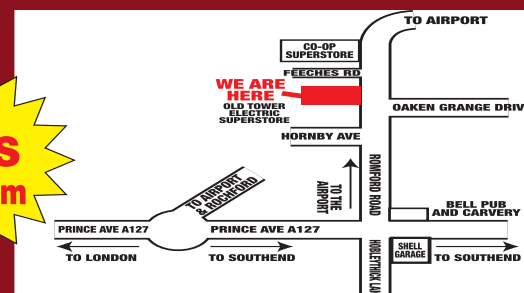 TO AIRPORT
CO-OP
SUPERSTORE
FEECHES RD
WE ARE
HERE
OLD TOWER
ELECTRIC
SUPERSTORE
OAKEN GRANGE DRIV
HORNBY AVE
S
m
TO AIRPORT
& ROCHFORD
TO THE
AIRPORT
ROMFORD ROAD
BELL PUB
AND CARVERY
PRINCE AVE A127
PRINCE AVE A127
TO LONDON
TO SOUTHEND
HOBLETTHICK LA
SHELL
GARAGE
TO SOUTHEND